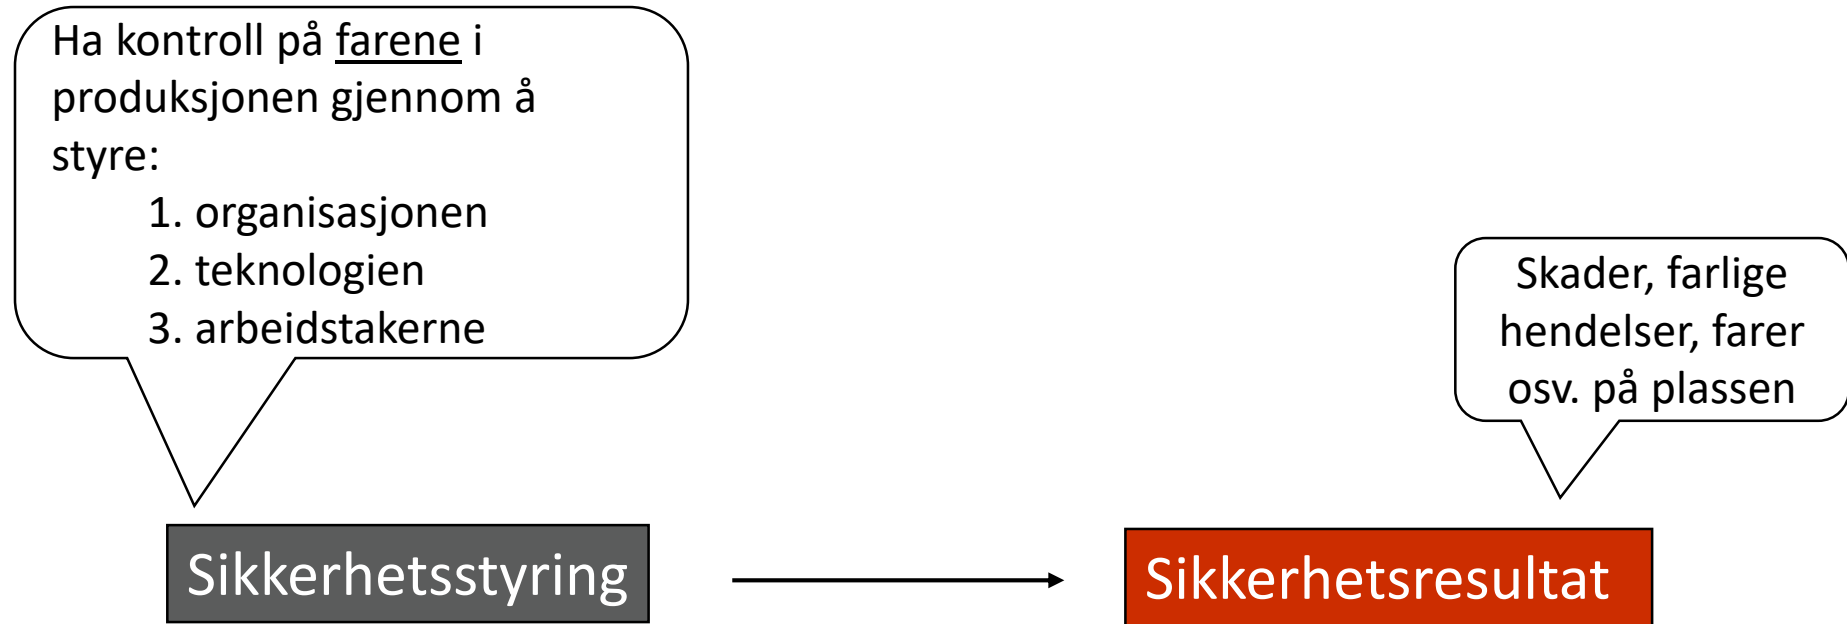 Ha kontroll på farene i
produksjonen gjennom å
styre:
1. organisasjonen
2. teknologien
3. arbeidstakerne
Skader, farlige
hendelser, farer
osv. på plassen
Sikkerhetsstyring
Sikkerhetsresultat